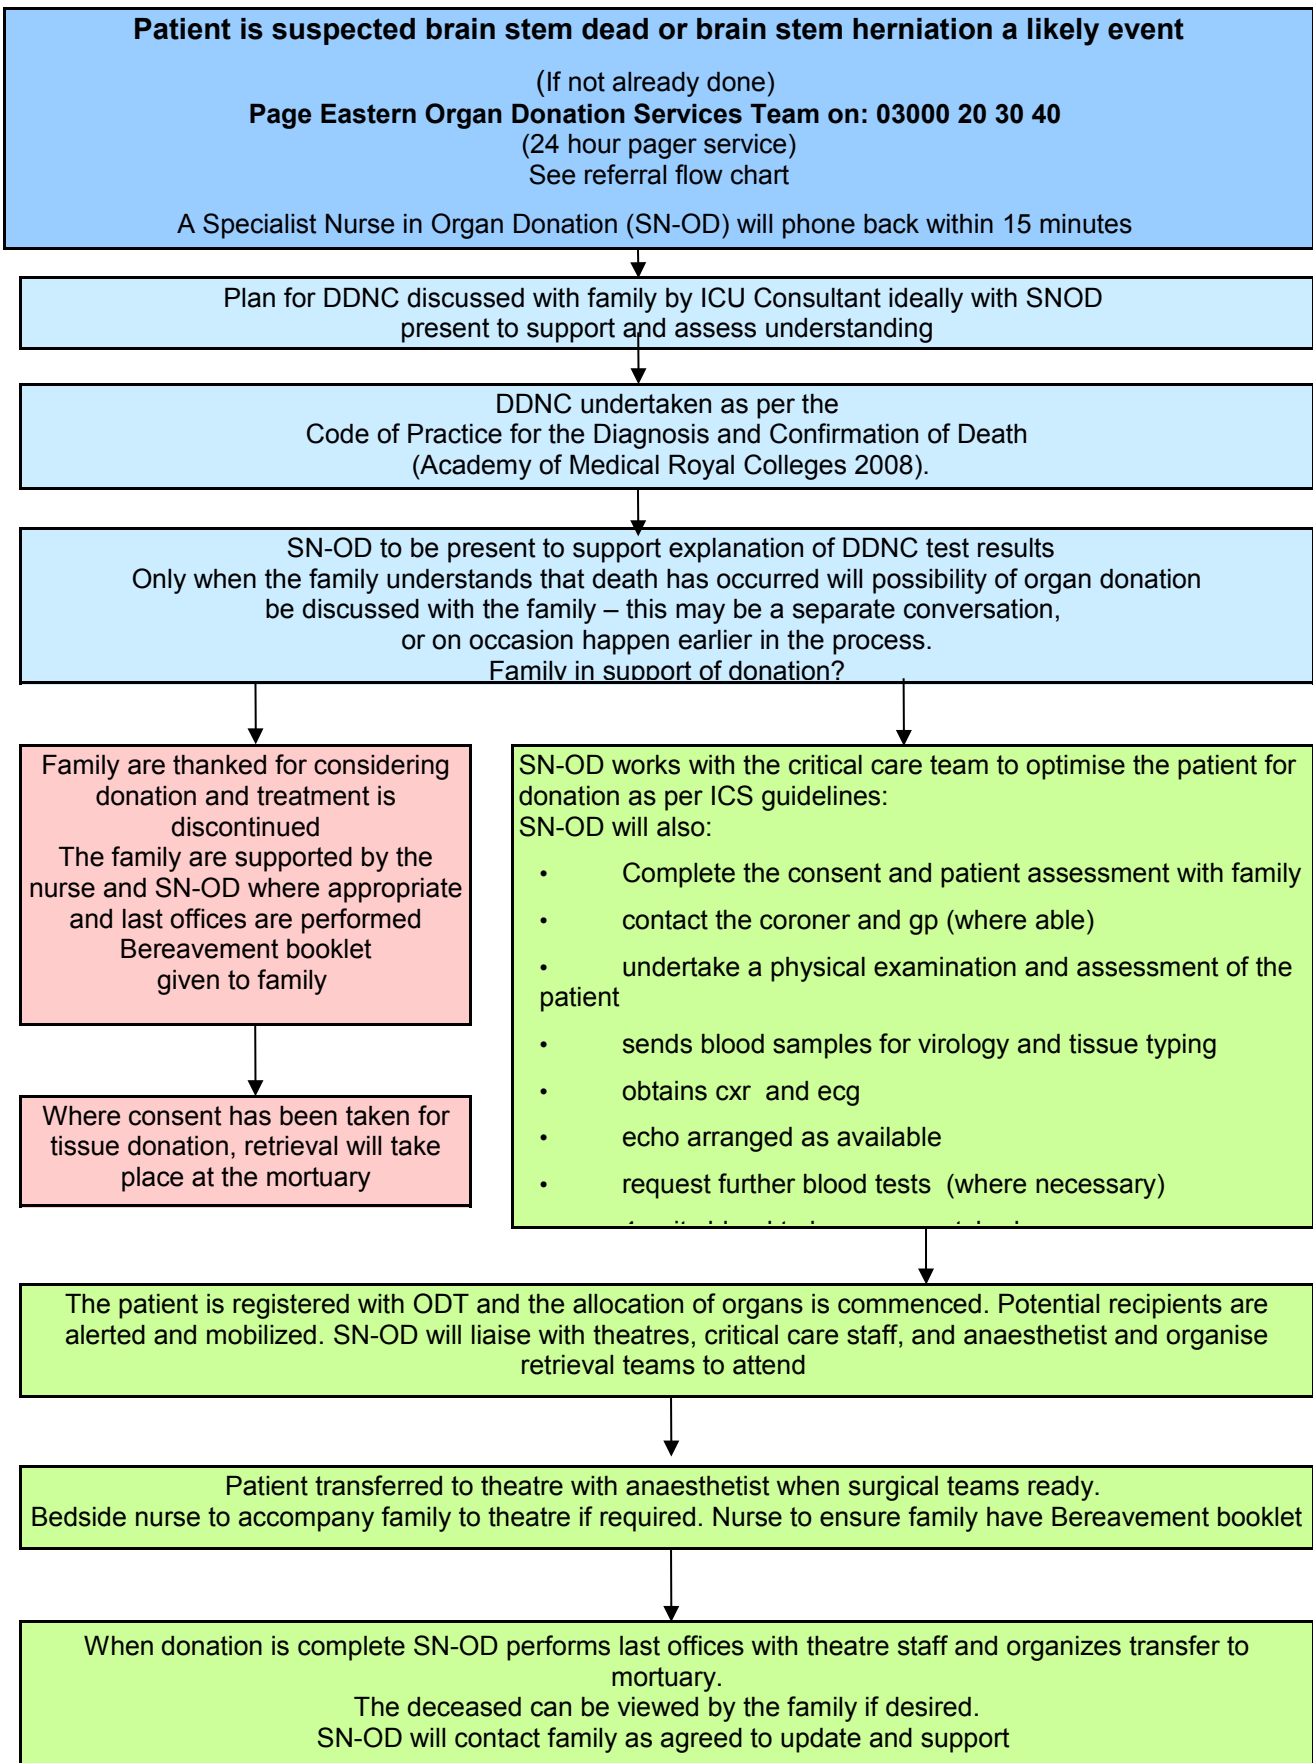 Patient is suspected brain stem dead or brain stem herniation a likely event
(If not already done)
Page Eastern Organ Donation Services Team on: 03000 20 30 40
(24 hour pager service)
See referral flow chart
A Specialist Nurse in Organ Donation (SN-OD) will phone back within 15 minutes
Plan for DDNC discussed with family by ICU Consultant ideally with SNOD
present to support and assess understanding
DDNC undertaken as per the
Code of Practice for the Diagnosis and Confirmation of Death
(Academy of Medical Royal Colleges 2008).
SN-OD to be present to support explanation of DDNC test results
Only when the family understands that death has occurred will possibility of organ donation
be discussed with the family – this may be a separate conversation,
or on occasion happen earlier in the process.
Family in support of donation?
Family are thanked for considering
donation and treatment is
discontinued
The family are supported by the
nurse and SN-OD where appropriate
and last offices are performed
Bereavement booklet
given to family
Where consent has been taken for
tissue donation, retrieval will take
place at the mortuary
SN-OD works with the critical care team to optimise the patient for
donation as per ICS guidelines:
SN-OD will also:
• Complete the consent and patient assessment with family
• contact the coroner and gp (where able)
• undertake a physical examination and assessment of the
patient
• sends blood samples for virology and tissue typing
• obtains cxr and ecg
• echo arranged as available
• request further blood tests (where necessary)
The patient is registered with ODT and the allocation of organs is commenced. Potential recipients are
alerted and mobilized. SN-OD will liaise with theatres, critical care staff, and anaesthetist and organise
retrieval teams to attend
Patient transferred to theatre with anaesthetist when surgical teams ready.
Bedside nurse to accompany family to theatre if required. Nurse to ensure family have Bereavement booklet
When donation is complete SN-OD performs last offices with theatre staff and organizes transfer to
mortuary.
The deceased can be viewed by the family if desired.
SN-OD will contact family as agreed to update and support